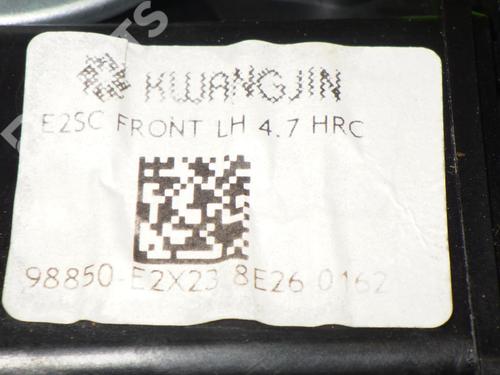 KWANGJIN
E2SC FRONT LH 4.7 HRC
98850-E2X23 8E26 0162